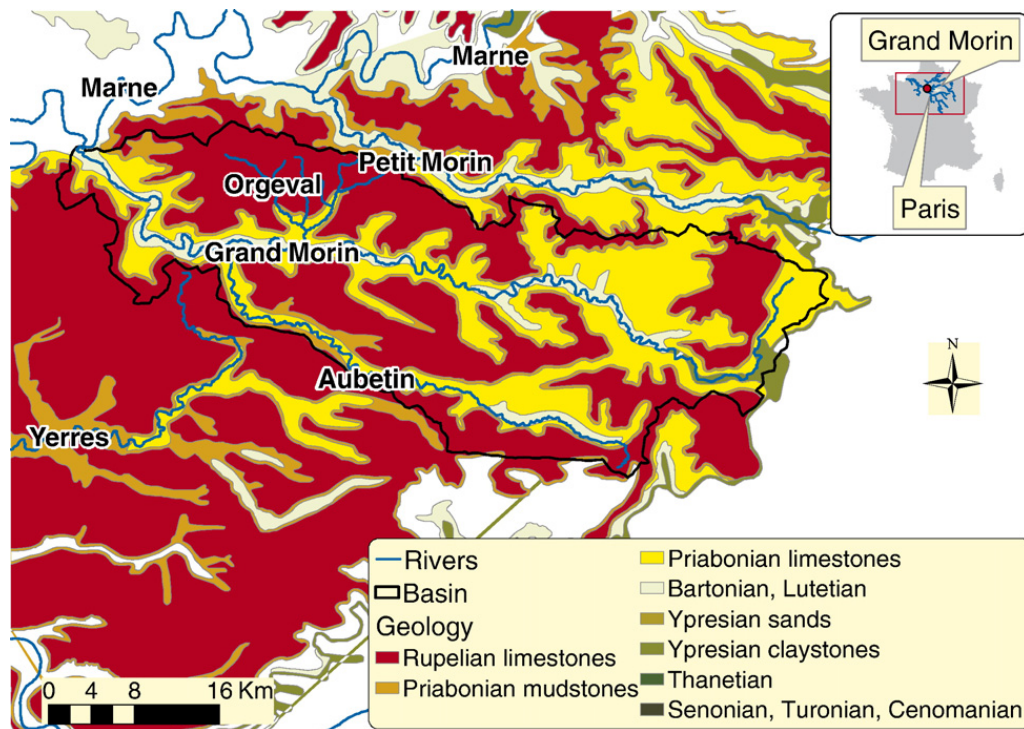 Grand Morin
Paris
Marne
Marne
Petit Morin
Orgeval
Grand Morin
Aubetin
Yerres
N
Rivers
Basin
Geology
Rupelian limestones
Priabonian mudstones
Priabonian limestones
Bartonian, Lutetian
Ypresian sands
Ypresian claystones
Thanetian
Senonian, Turonian, Cenomanian
0 4 8 16 Km